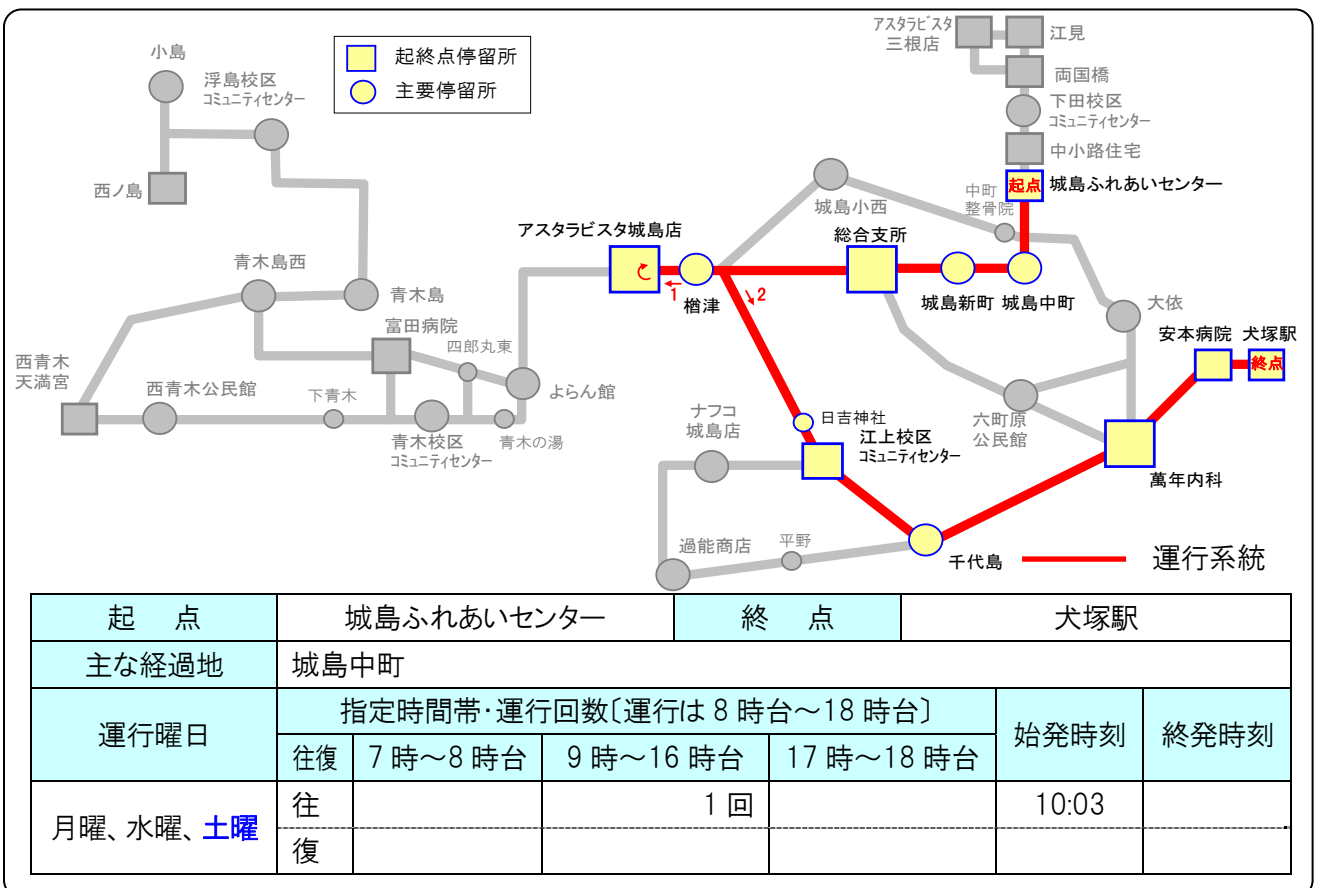 アスタラビスタ
三根店
江見
両国橋
下田校区
コミュニティセンター
中小路住宅
起点
城島ふれあいセンター
小島
浮島校区
コミュニティセンター
西ノ島
起終点停留所
主要停留所
城島小西
中町
整骨院
アスタラビスタ城島店
総合支所
1
楢津
2
城島新町
城島中町
大依
青木島西
青木島
富田病院
四郎丸東
西青木
天満宮
西青木公民館
下青木
よらん館
青木校区
コミュニティセンター
青木の湯
安本病院
犬塚駅
終点
ナフコ
城島店
日吉神社
江上校区
コミュニティセンター
六町原
公民館
萬年内科
過能商店
平野
千代島
運行系統
起 点 城島ふれあいセンター 終 点 犬塚駅
主な経過地 城島中町
運行曜日 指定時間帯・運行回数〔運行は8時台～18時台〕 始発時刻 終発時刻
往復 7時～8時台 9時～16時台 17時～18時台
月曜、水曜、土曜
往 1回 10:03
復